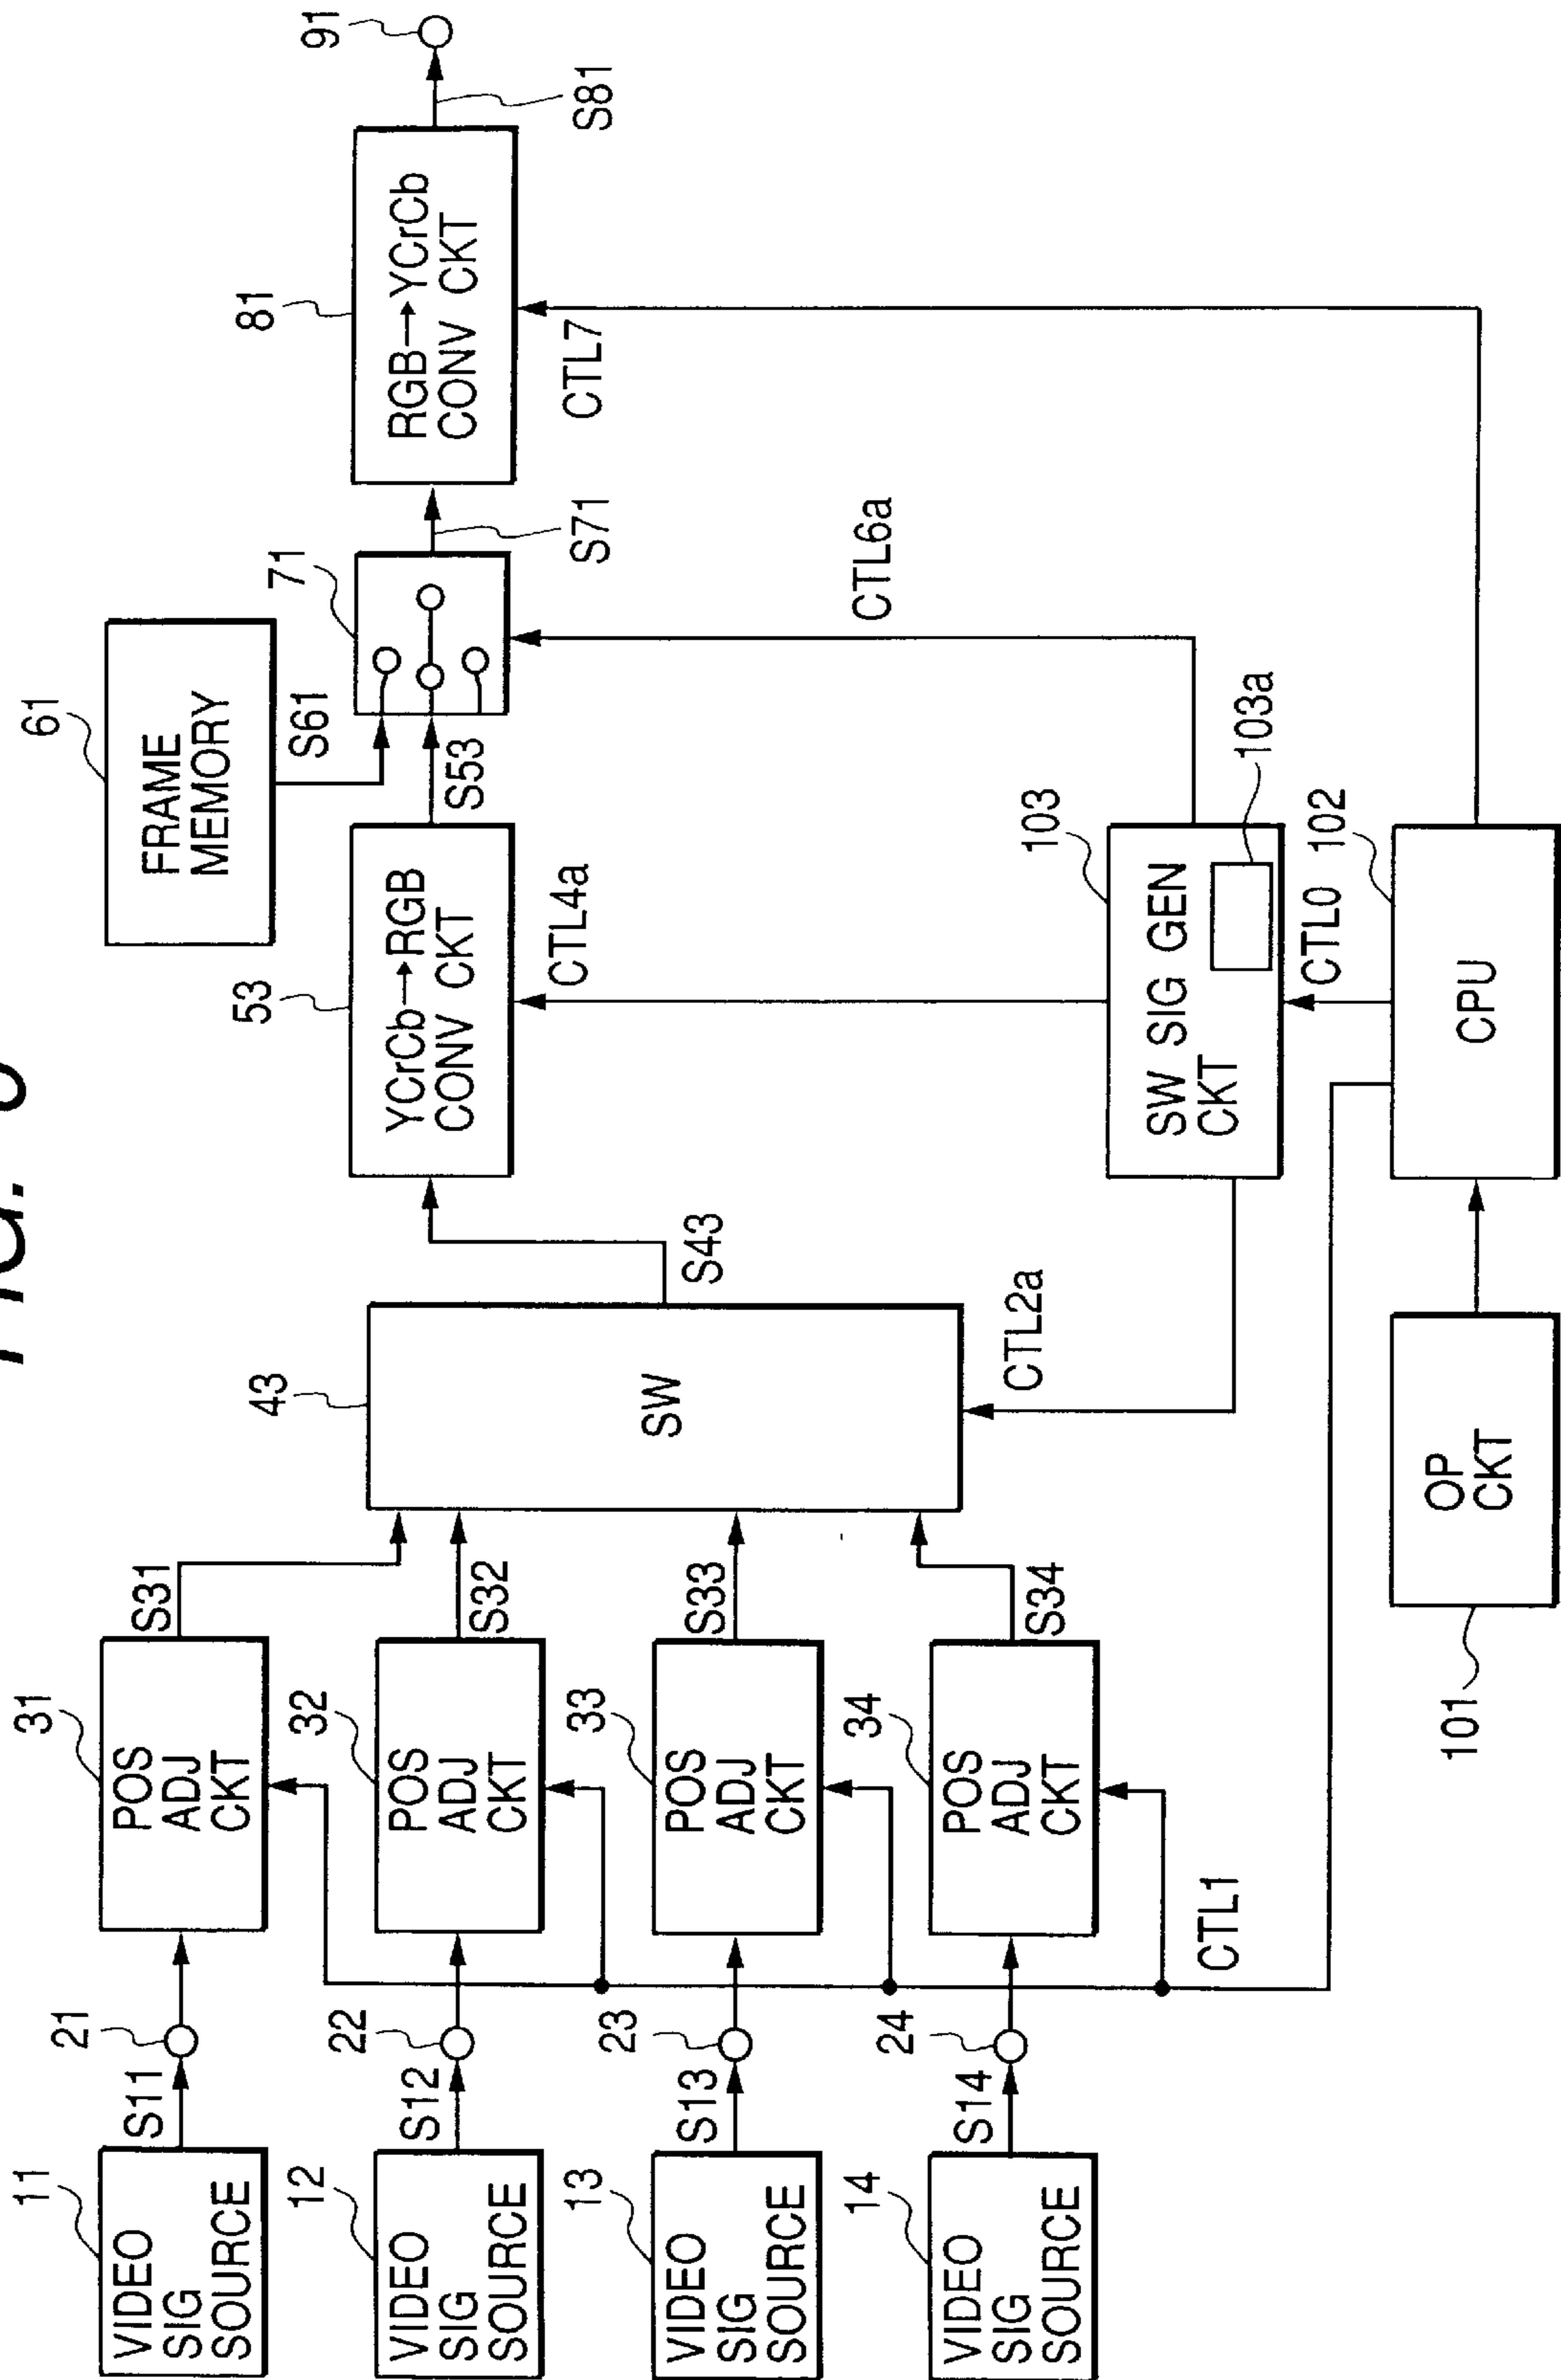 FIG.
11
VIDEO
SIG
SOURCE
S11
21
31
POS
ADJ
CKT
S31
12
VIDEO
SIG
SOURCE
S12
22
32
POS
ADJ
CKT
S32
13
VIDEO
SIG
SOURCE
S13
23
33
POS
ADJ
CKT
S33
14
VIDEO
SIG
SOURCE
S14
24
34
POS
ADJ
CKT
S34
CTL1
43
SW
S43
CTL2a
53
YCrCb→RGB
CONV CKT
S53
CTL4a
61
FRAME
MEMORY
S61
71
S71
CTL6a
81
RGB→YCrCb
CONV CKT
CTL7
S81
91
103
SW SIG GEN
CKT
103a
CTL0
102
CPU
OP
CKT
101